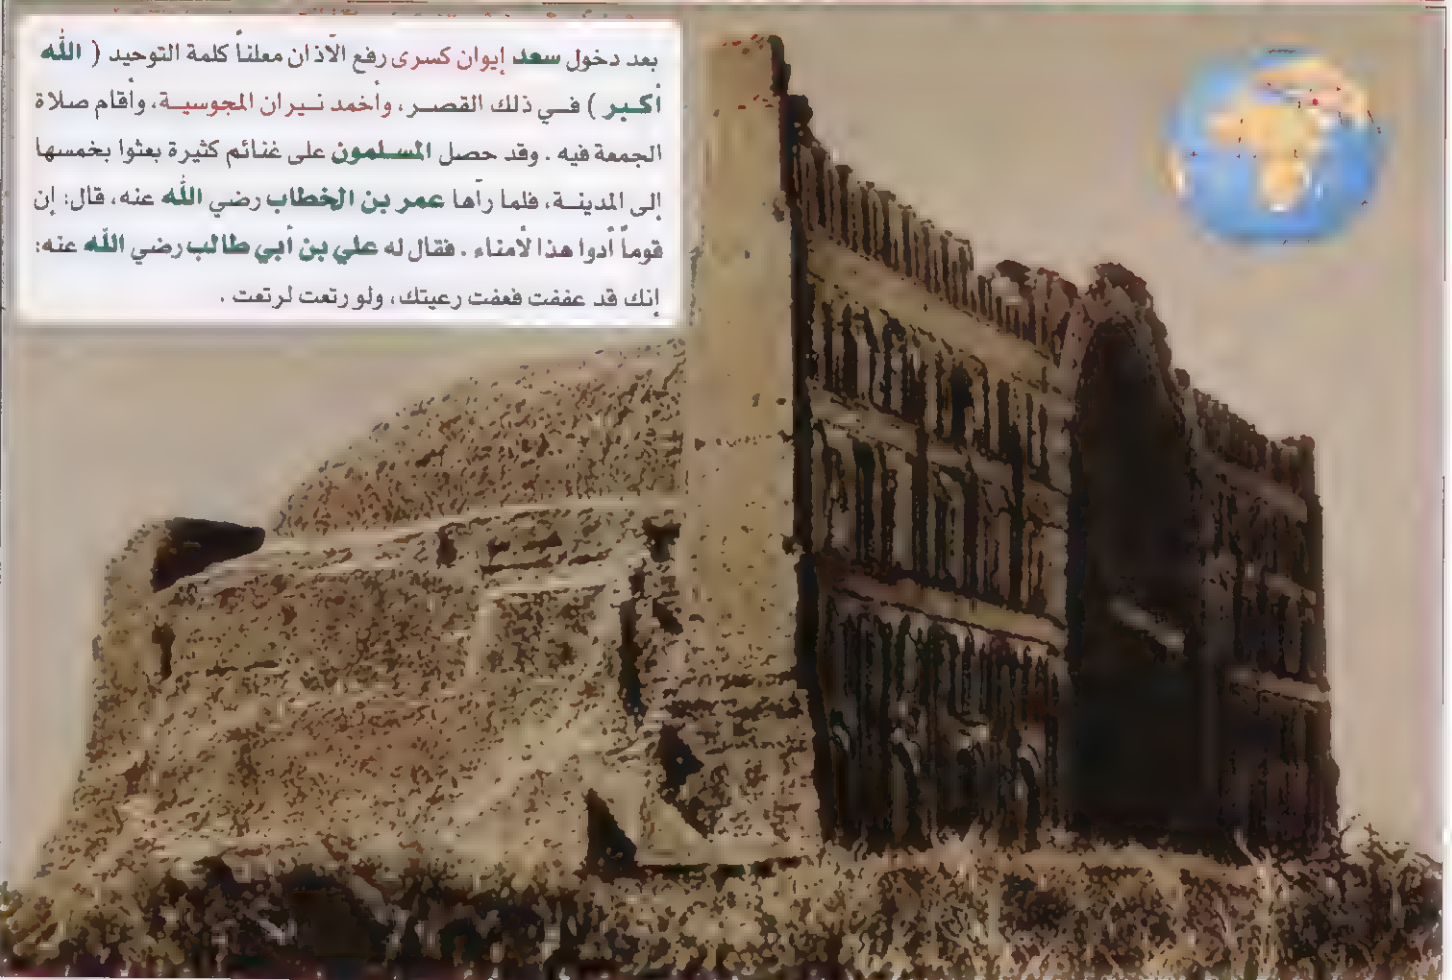 بعد دخول سعد إيوان كسرى رفع الآذان معلناً كلمة التوحيد ( الله
أكبر ) في ذلك القصر، وأخمد نيران المجوسية، وأقام صلاة
الجمعة فيه . وقد حصل المسلمون على غنائم كثيرة بعثوا بخمسها
إلى المدينة، فلما رآها عمر بن الخطاب رضي الله عنه، قال: إن
قوماً أدوا هذا لأمناء . فقال له علي بن أبي طالب رضي الله عنه:
إنك قد عففت فعفت رعيتك، ولو رتعت لرتعت .